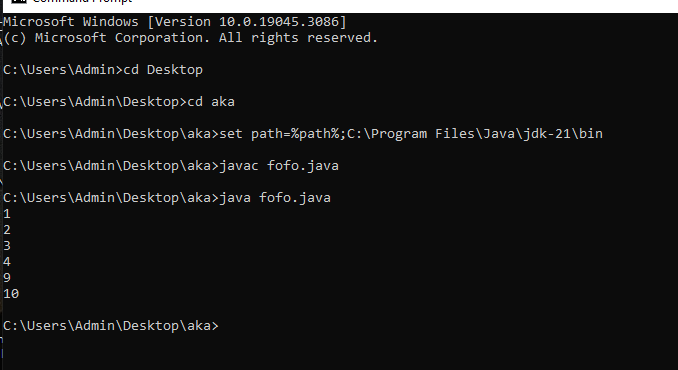 Command Prompt
Microsoft Windows [Version 10.0.19045.3086]
(c) Microsoft Corporation. All rights reserved.
C:\Users\Admin>cd Desktop
C:\Users\Admin\Desktop>cd aka
C:\Users\Admin\Desktop\aka>set path=%path%;C:\Program Files\Java\jdk-21\bin
C:\Users\Admin\Desktop\aka>javac fofo.java
C:\Users\Admin\Desktop\aka>java fofo.java
1
2
3
4
9
10
C:\Users\Admin\Desktop\aka>